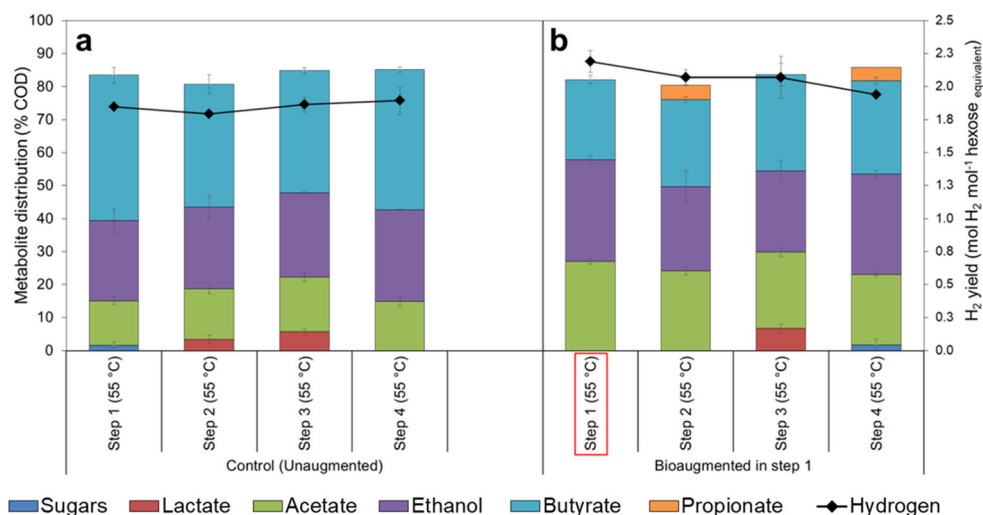 a
b
Metabolite distribution (% COD)
100
90
80
70
60
50
40
30
20
10
0
2.5
2.3
2.0
1.8
1.5
1.3
1.0
0.8
0.5
0.3
0.0
H2 yield (mol H2 mol-1 hexose equivalent)
Step 1 (55 °C)
Step 2 (55 °C)
Step 3 (55 °C)
Step 4 (55 °C)
Step 1 (55 °C)
Step 2 (55 °C)
Step 3 (55 °C)
Step 4 (55 °C)
Control (Unaugmented)
Bioaugmented in step 1
Sugars Lactate Acetate Ethanol Butyrate Propionate Hydrogen